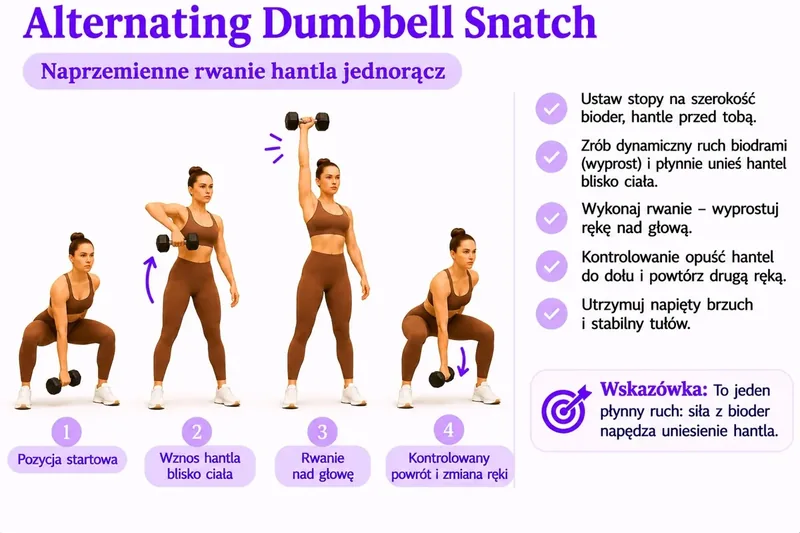 Alternating Dumbbell Snatch
Naprzemienne rwanie hantla jednorącz
Ustaw stopy na szerokość
bioder, hantle przed tobą.
Zrób dynamiczny ruch biodrami
(wyprost) i płynnie unieś hantel
blisko ciała.
Wykonaj rwanie – wyprostuj
rękę nad głową.
Kontrolowanie opuść hantel
do dołu i powtórz drugą ręką.
Utrzymuj napięty brzuch
i stabilny tułów.
Wskazówka: To jeden
płynny ruch: siła z bioder
napędza uniesienie hantla.
1
Pozycja startowa
2
Wznos hantla
blisko ciała
3
Rwanie
nad głowę
4
Kontrolowany
powrót i zmiana ręki